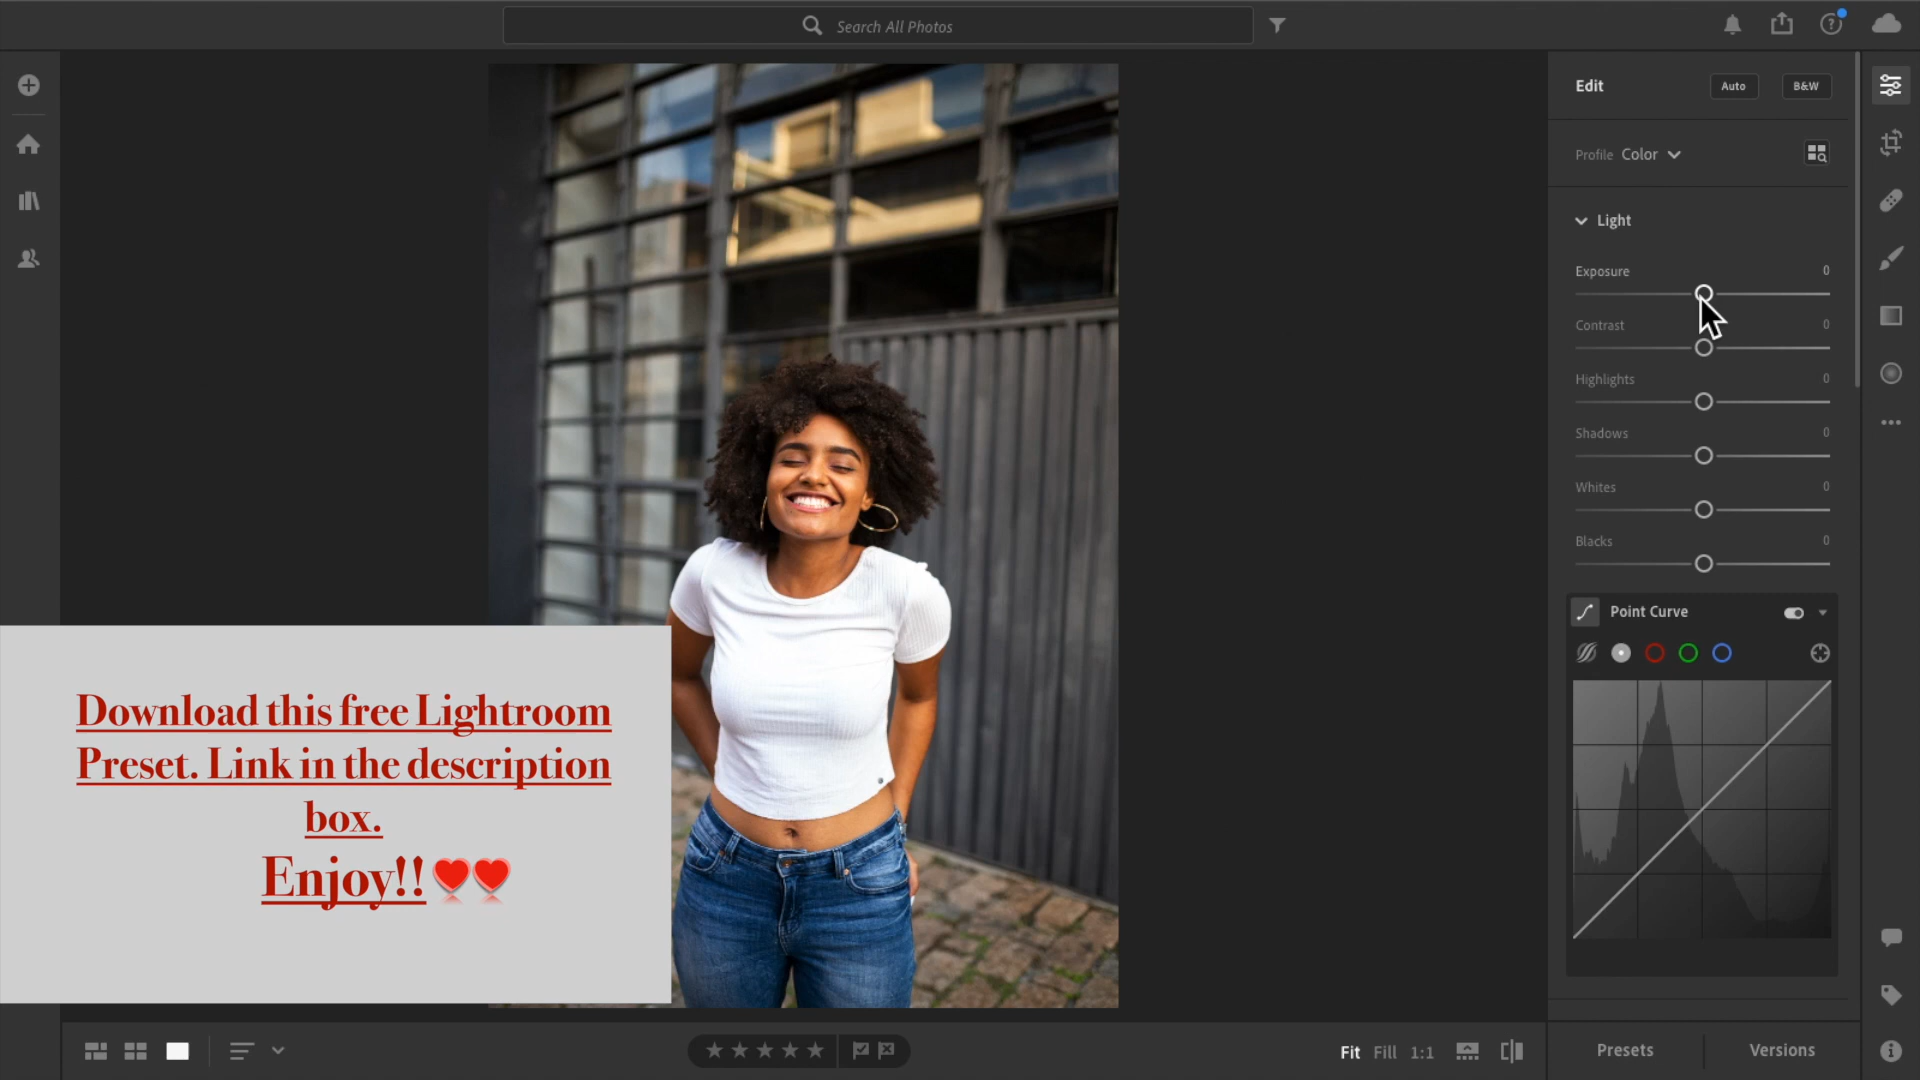 Search All Photos
Edit
Auto
B&W
Profile Color
Light
Exposure 0
Contrast 0
Highlights 0
Shadows 0
Whites 0
Blacks 0
Point Curve
Download this free Lightroom
Preset. Link in the description
box.
Enjoy!!❤❤
Fit Fill 1:1
Presets
Versions